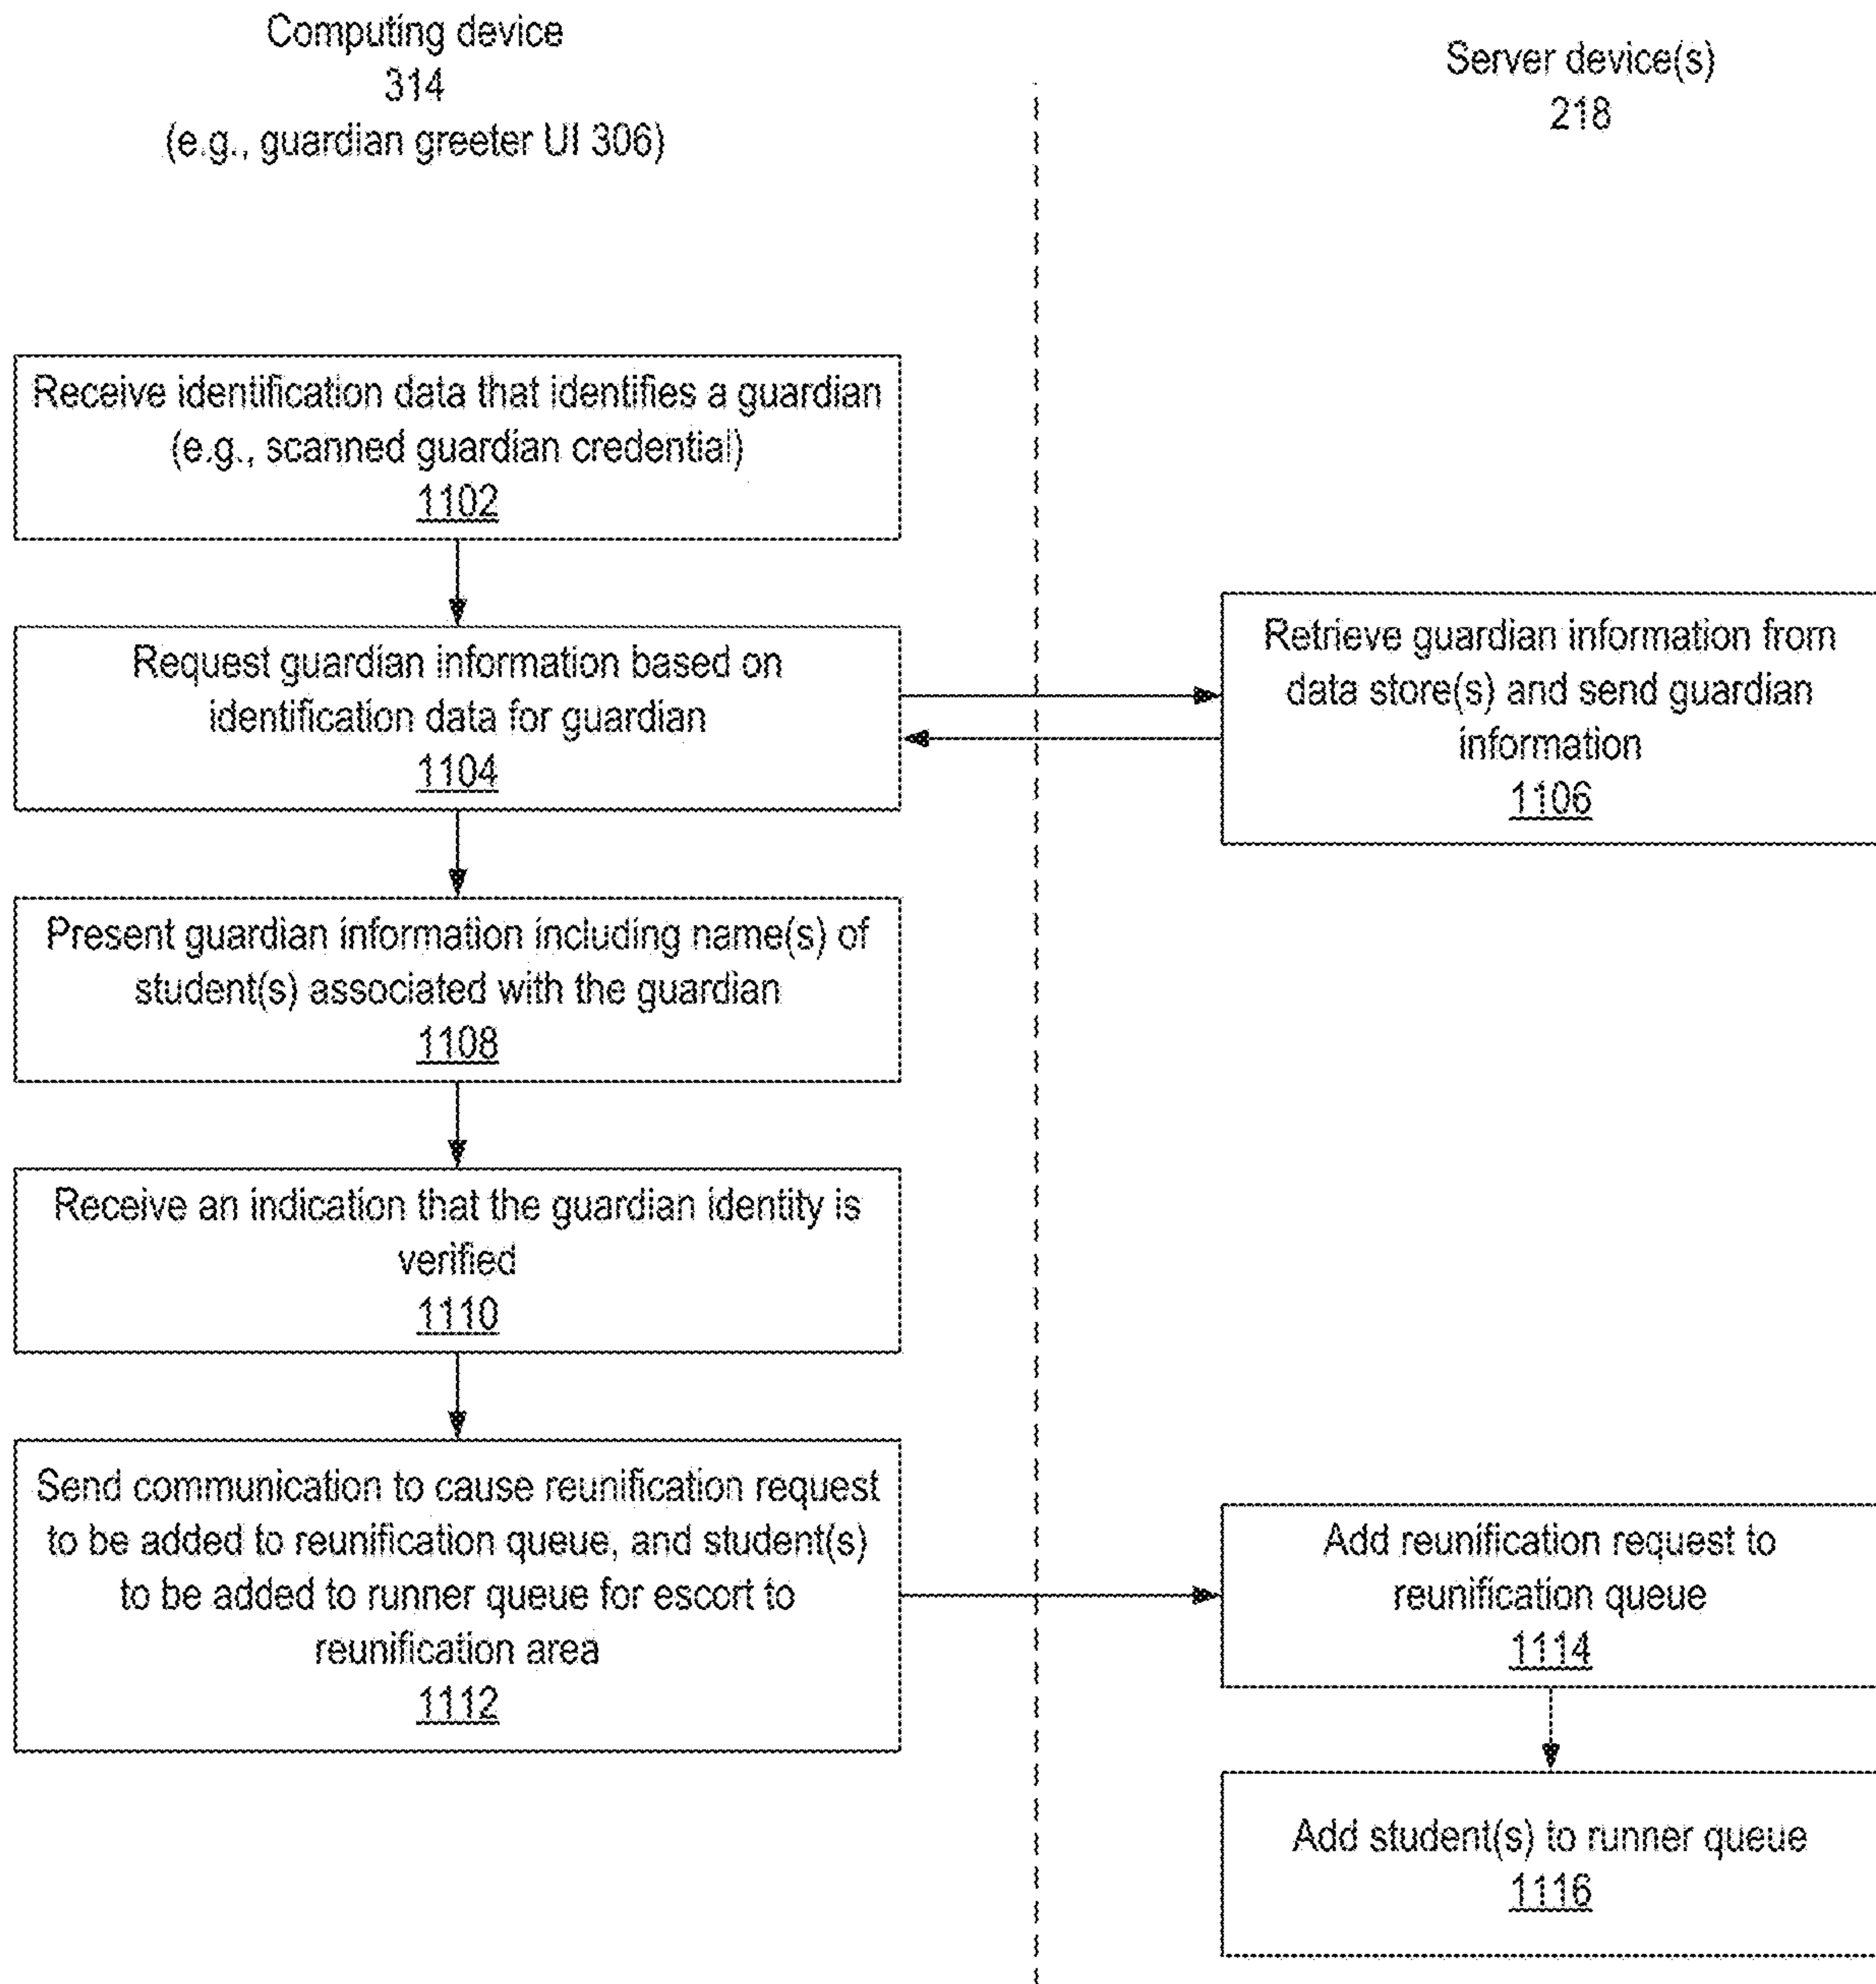 Computing device
314
(e.g., guardian greeter UI 306)
Server device(s)
218
Receive identification data that identifies a guardian
(e.g., scanned guardian credential)
1102
Request guardian information based on
identification data for guardian
1104
Retrieve guardian information from
data store(s) and send guardian
information
1106
Present guardian information including name(s) of
student(s) associated with the guardian
1108
Receive an indication that the guardian identity is
verified
1110
Send communication to cause reunification request
to be added to reunification queue, and student(s)
to be added to runner queue for escort to
reunification area
1112
Add reunification request to
reunification queue
1114
Add student(s) to runner queue
1116